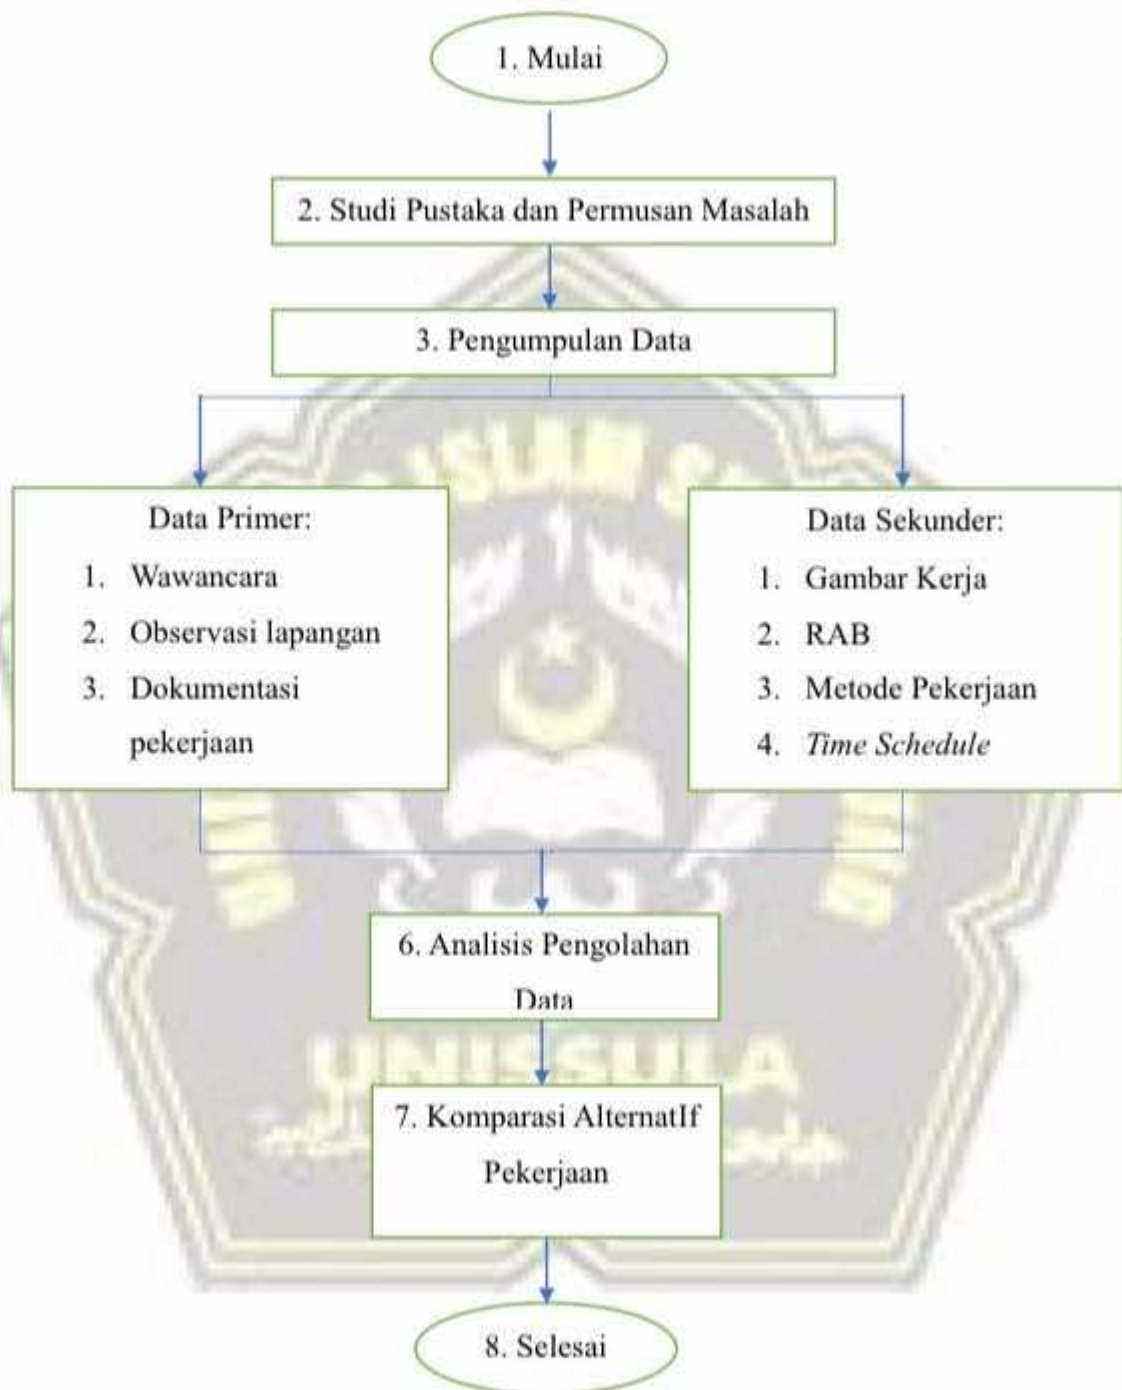 1. Mulai
2. Studi Pustaka dan Permusan Masalah
3. Pengumpulan Data
Data Primer:
1. Wawancara
2. Observasi lapangan
3. Dokumentasi
pekerjaan
Data Sekunder:
1. Gambar Kerja
2. RAB
3. Metode Pekerjaan
4. Time Schedule
6. Analisis Pengolahan
Data
UNISSULA
7. Komparasi AlternatIf
Pekerjaan
8. Selesai